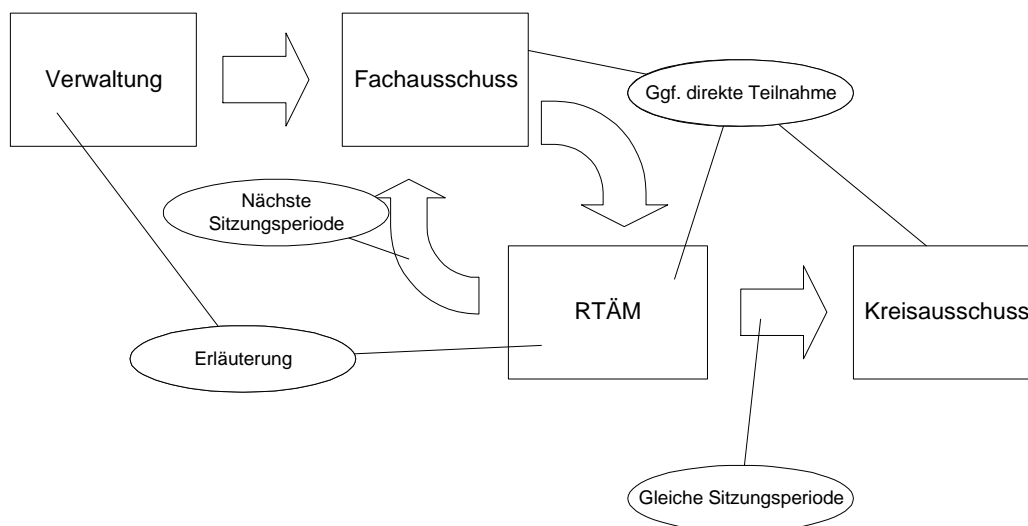 Verwaltung
Fachausschuss
Ggf. direkte Teilnahme
Nächste
Sitzungsperiode
RTÄM
Kreisausschuss
Erläuterung
Gleiche Sitzungsperiode